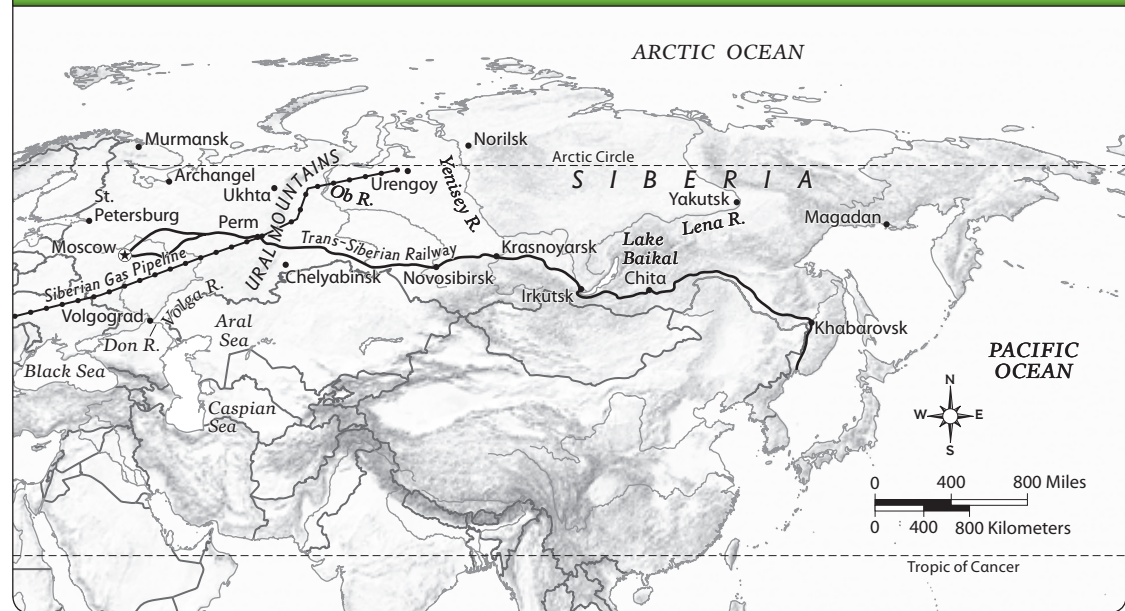 ARCTIC OCEAN
Murmansk
Norilsk
Arctic Circle
Archangel
Ukhta
URAL MOUNTAINS
Ob R.
Urengoy
Yenisey R.
SIBERIA
St.
Petersburg
Yakutsk
Lena R.
Magadan
Perm
Moscow
Trans-Siberian Railway
Krasnoyarsk
Lake
Baikal
Siberian Gas Pipeline
Chelyabinsk
Novosibirsk
Irkutsk
Chita
Volgograd
Volga R.
Don R.
Aral
Sea
Khabarovsk
Black Sea
Caspian
Sea
PACIFIC
OCEAN
N
W
E
S
0 400 800 Miles
0 400 800 Kilometers
Tropic of Cancer